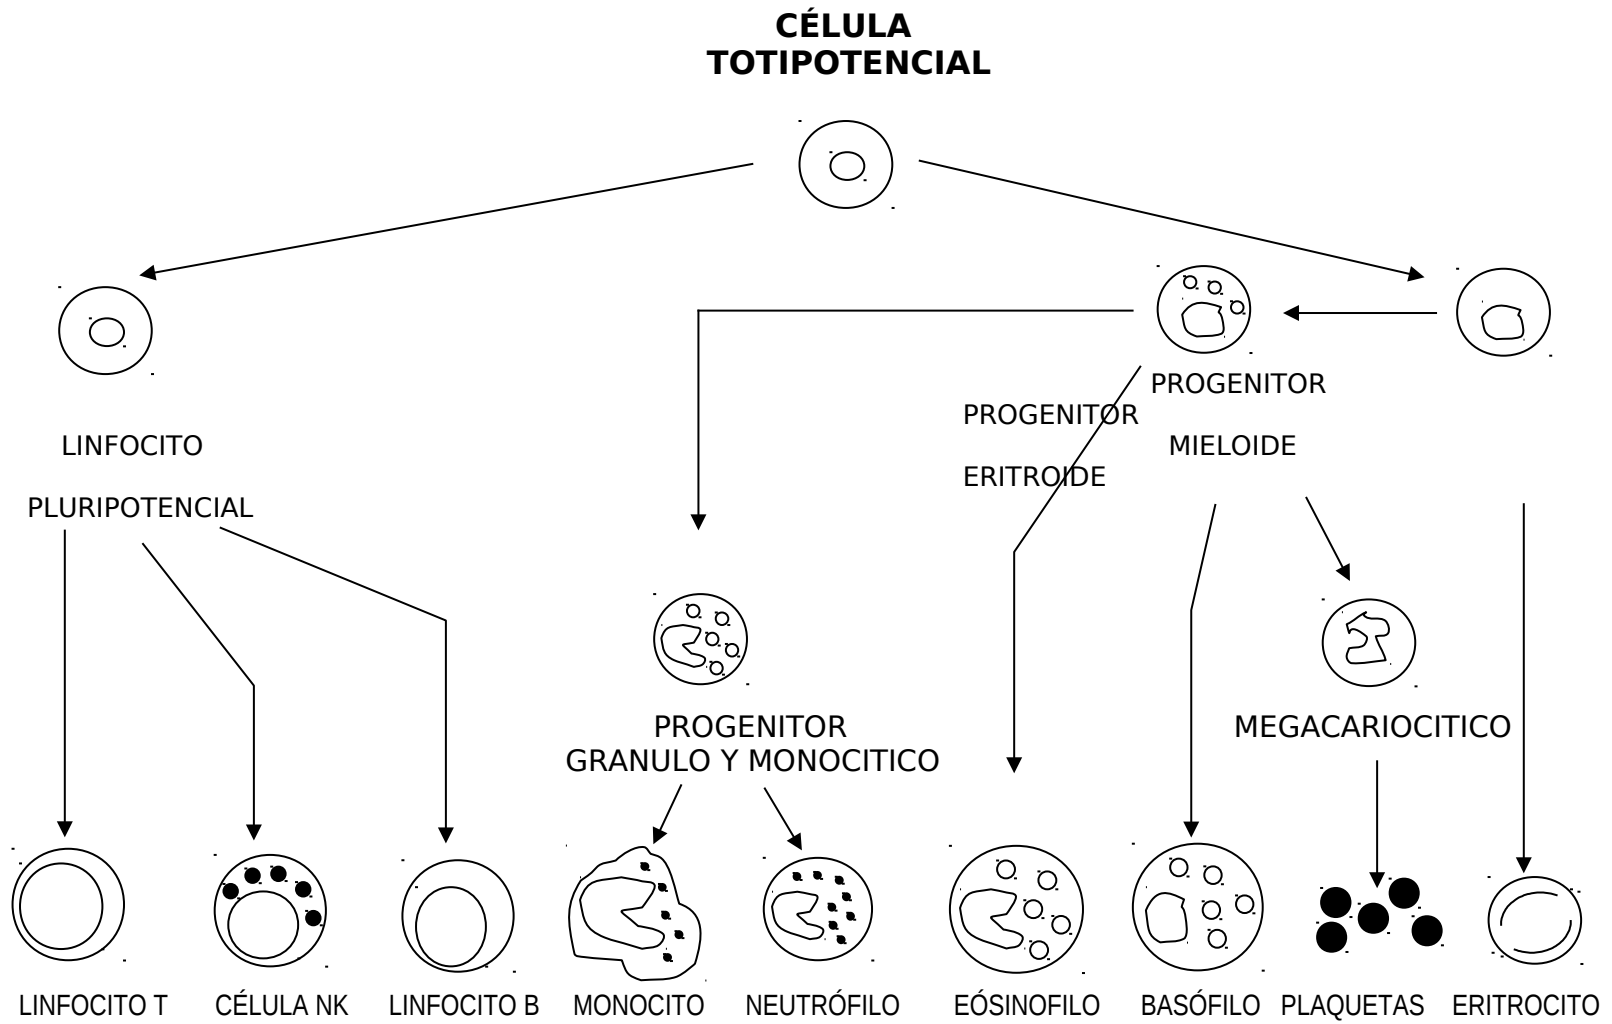 CÉLULA
TOTIPOTENCIAL
PROGENITOR
MIELOIDE
PROGENITOR
ERITROIDE
LINFOCITO
PLURIPOTENCIAL
PROGENITOR
GRANULO Y MONOCITICO
MEGACARIOCITICO
LINFOCITO T
CÉLULA NK
LINFOCITO B
MONOCITO
NEUTRÓFILO
EÓSINOFILO
BASÓFILO
PLAQUETAS
ERITROCITO